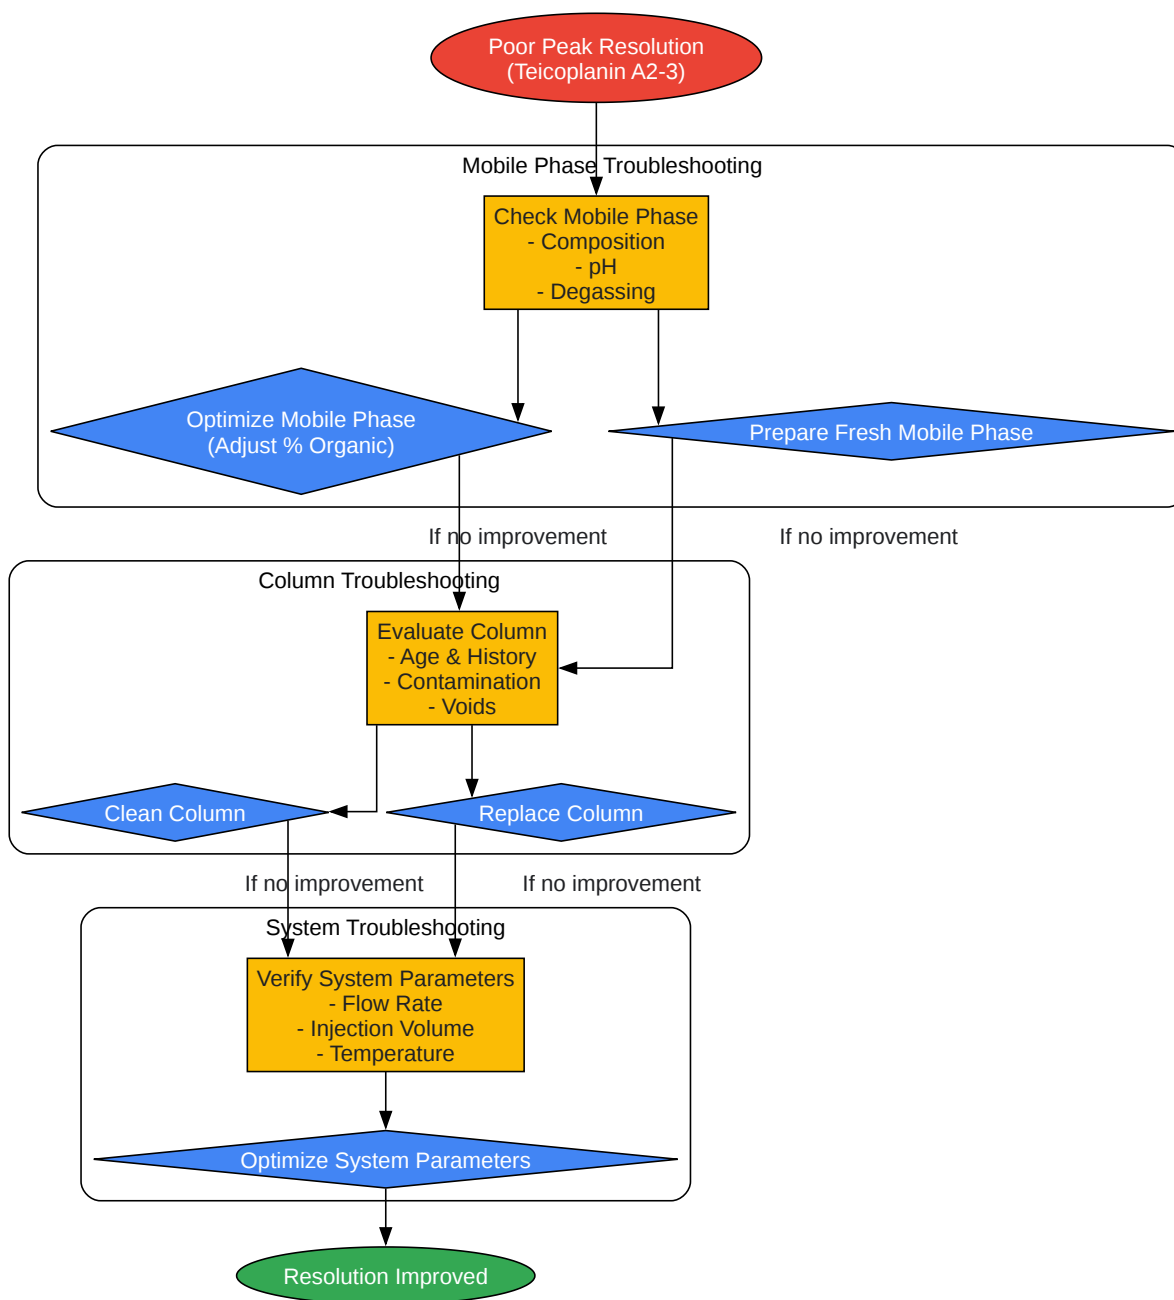 Poor Peak Resolution
(Teicoplanin A2-3)
Mobile Phase Troubleshooting
Check Mobile Phase
- Composition
- pH
- Degassing
Optimize Mobile Phase
(Adjust % Organic)
Prepare Fresh Mobile Phase
If no improvement
If no improvement
Column Troubleshooting
Evaluate Column
- Age & History
- Contamination
- Voids
Clean Column
Replace Column
If no improvement
If no improvement
System Troubleshooting
Verify System Parameters
- Flow Rate
- Injection Volume
- Temperature
Optimize System Parameters
Resolution Improved